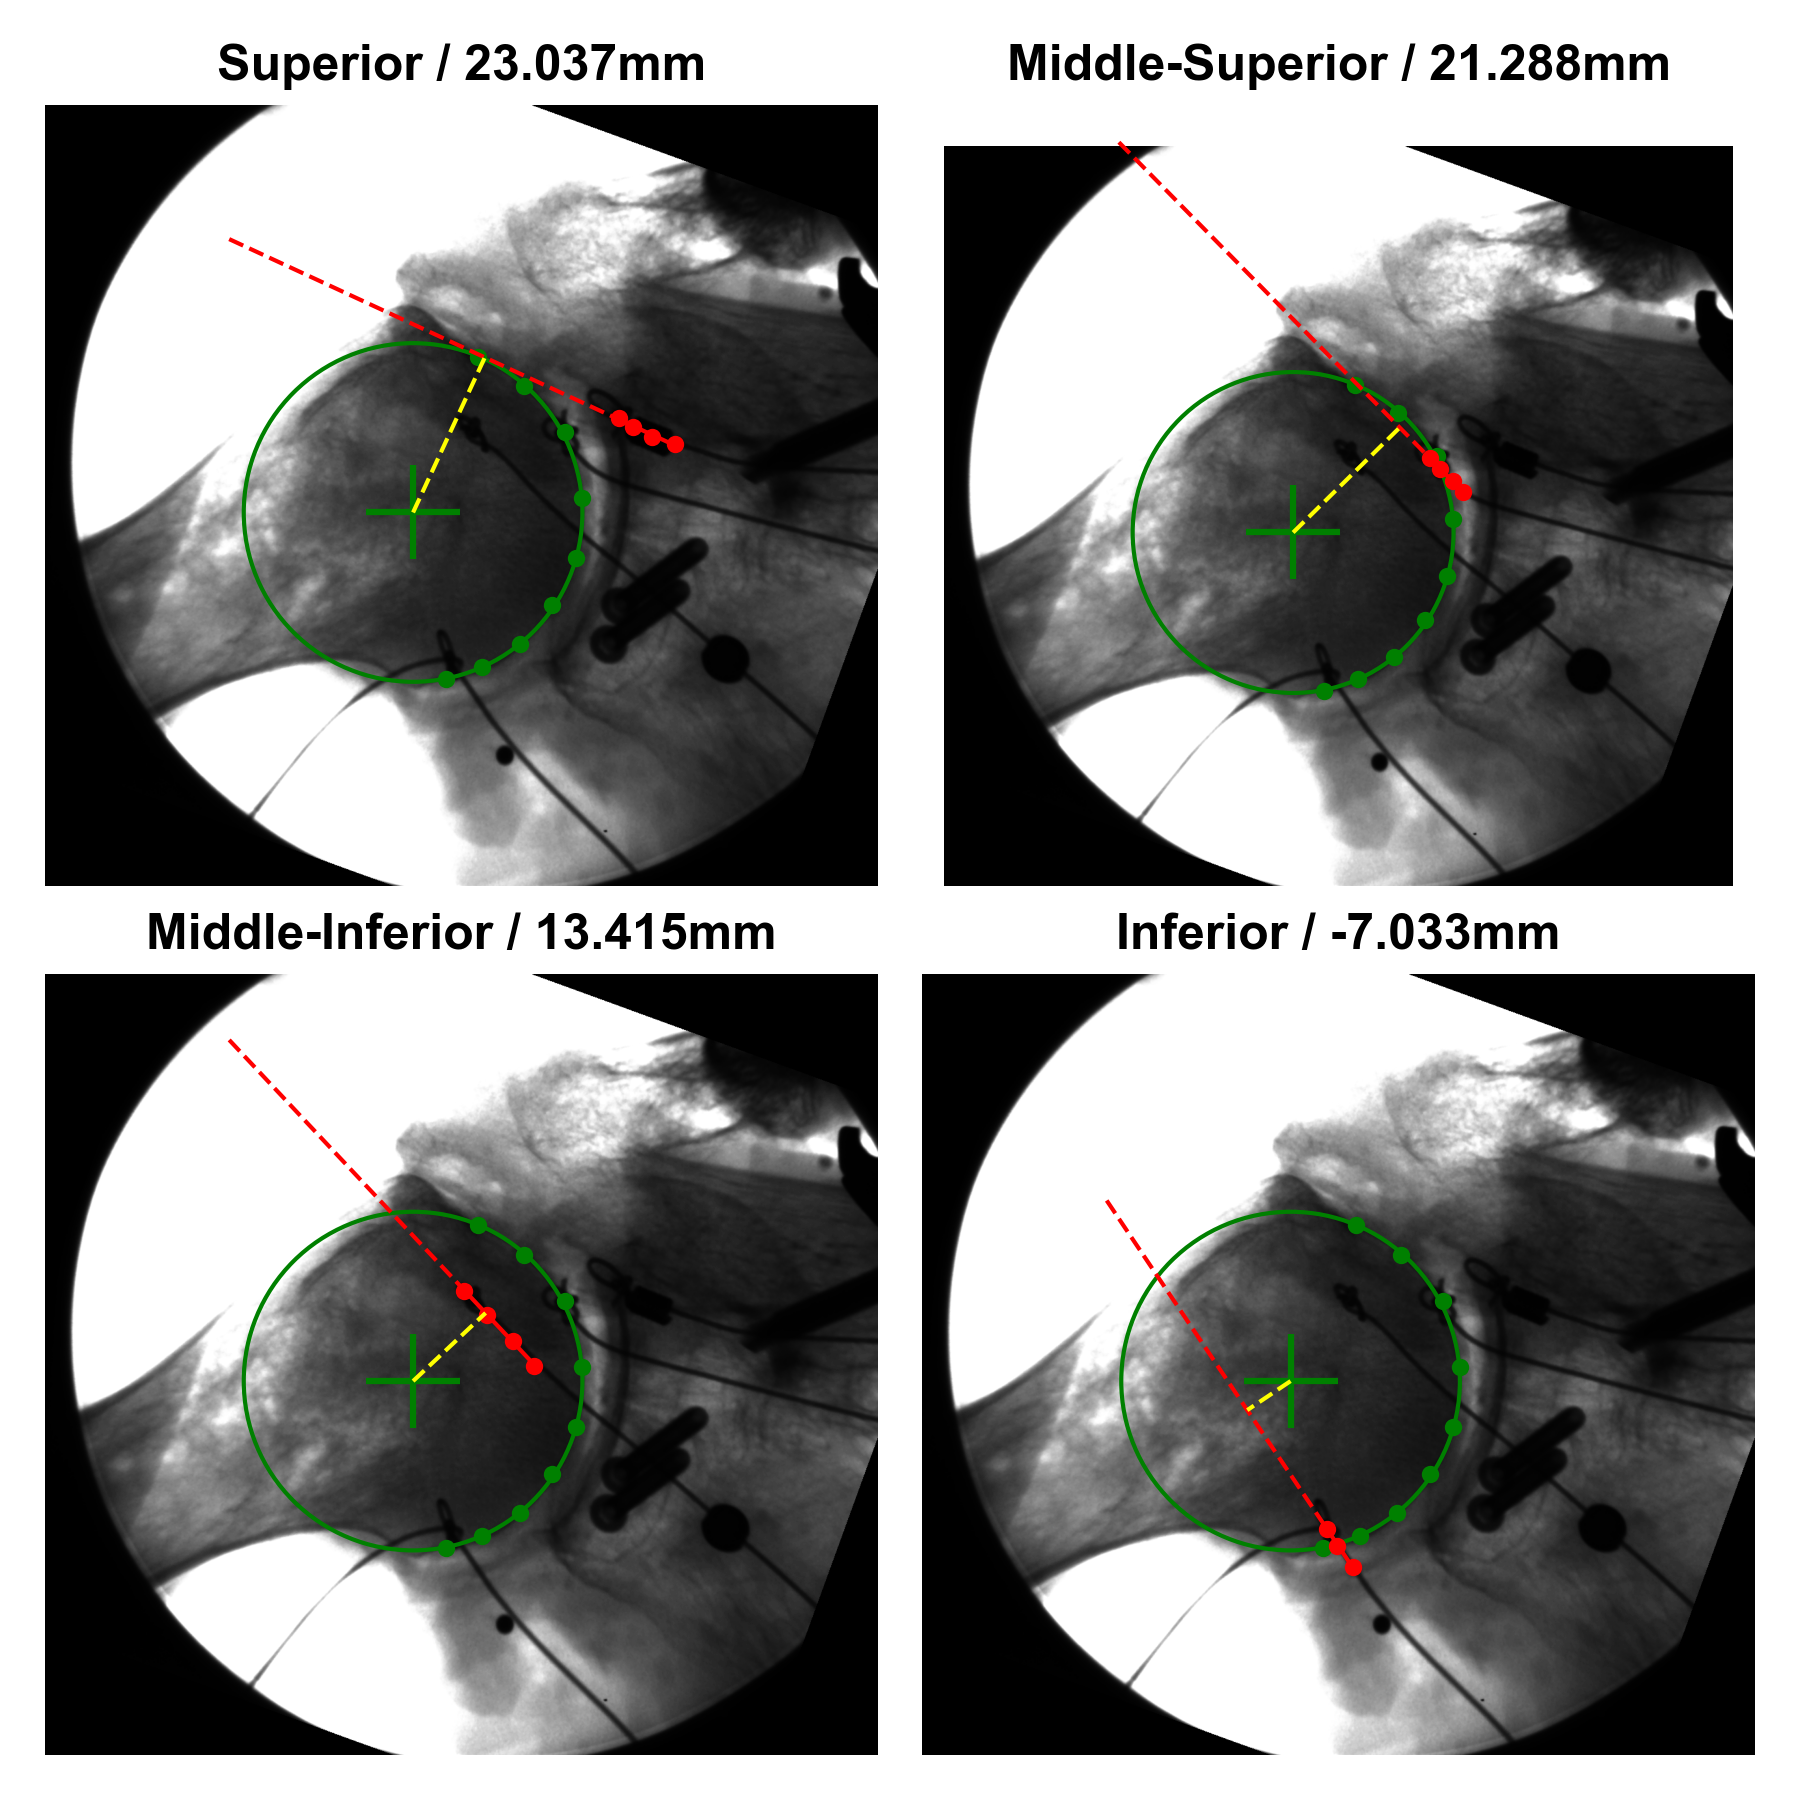 Superior / 23.037mm
Middle-Superior / 21.288mm
Middle-Inferior / 13.415mm
Inferior / -7.033mm